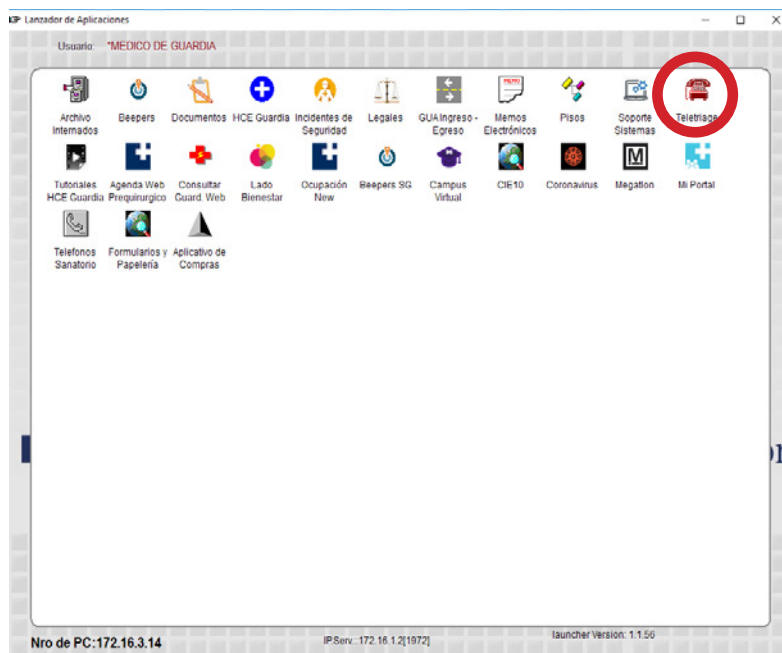 Lanzador de Aplicaciones
Usuario: *MEDICO DE GUARDIA
Archivo Internados
Beepers
Documentos
HCE Guardia
Incidentes de Seguridad
Legales
GUA Ingreso - Egreso
MEMO
Memos Electrónicos
Pisos
Soporte Sistemas
Teletriage
Tutoriales HCE Guardia
Agenda Web Prequirurgico
Consultar Guard. Web
Lado Bienestar
Ocupación New
Beepers SG
Campus Virtual
CIE10
Coronavirus
M
Megatlon
Mi Portal
Telefonos Sanatorio
Formularios y Papelería
Aplicativo de Compras
Nro de PC:172.16.3.14
IPServ.:172.16.1.2[1972]
launcher Version: 1.1.56